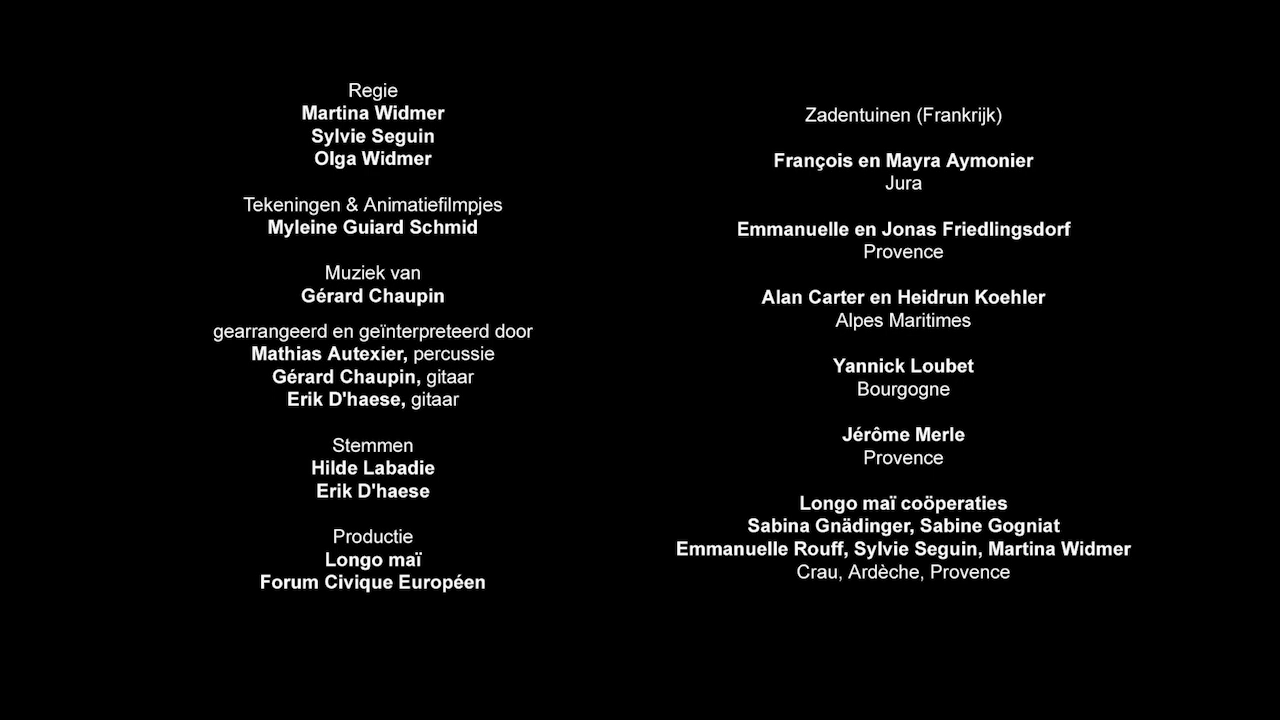 Regie
Martina Widmer
Sylvie Seguin
Olga Widmer
Tekeningen & Animatiefilmpjes
Myleine Guiard Schmid
Muziek van
Gérard Chaupin
gearrangeerd en geïnterpreteerd door
Mathias Autexier, percussie
Gérard Chaupin, gitaar
Erik D'haese, gitaar
Stemmen
Hilde Labadie
Erik D'haese
Productie
Longo maï
Forum Civique Européen
Zadentuinen (Frankrijk)
François en Mayra Aymonier
Jura
Emmanuelle en Jonas Friedlingsdorf
Provence
Alan Carter en Heidrun Koehler
Alpes Maritimes
Yannick Loubet
Bourgogne
Jérôme Merle
Provence
Longo maï coöperaties
Sabina Gnädinger, Sabine Gogniat
Emmanuelle Rouff, Sylvie Seguin, Martina Widmer
Crau, Ardèche, Provence